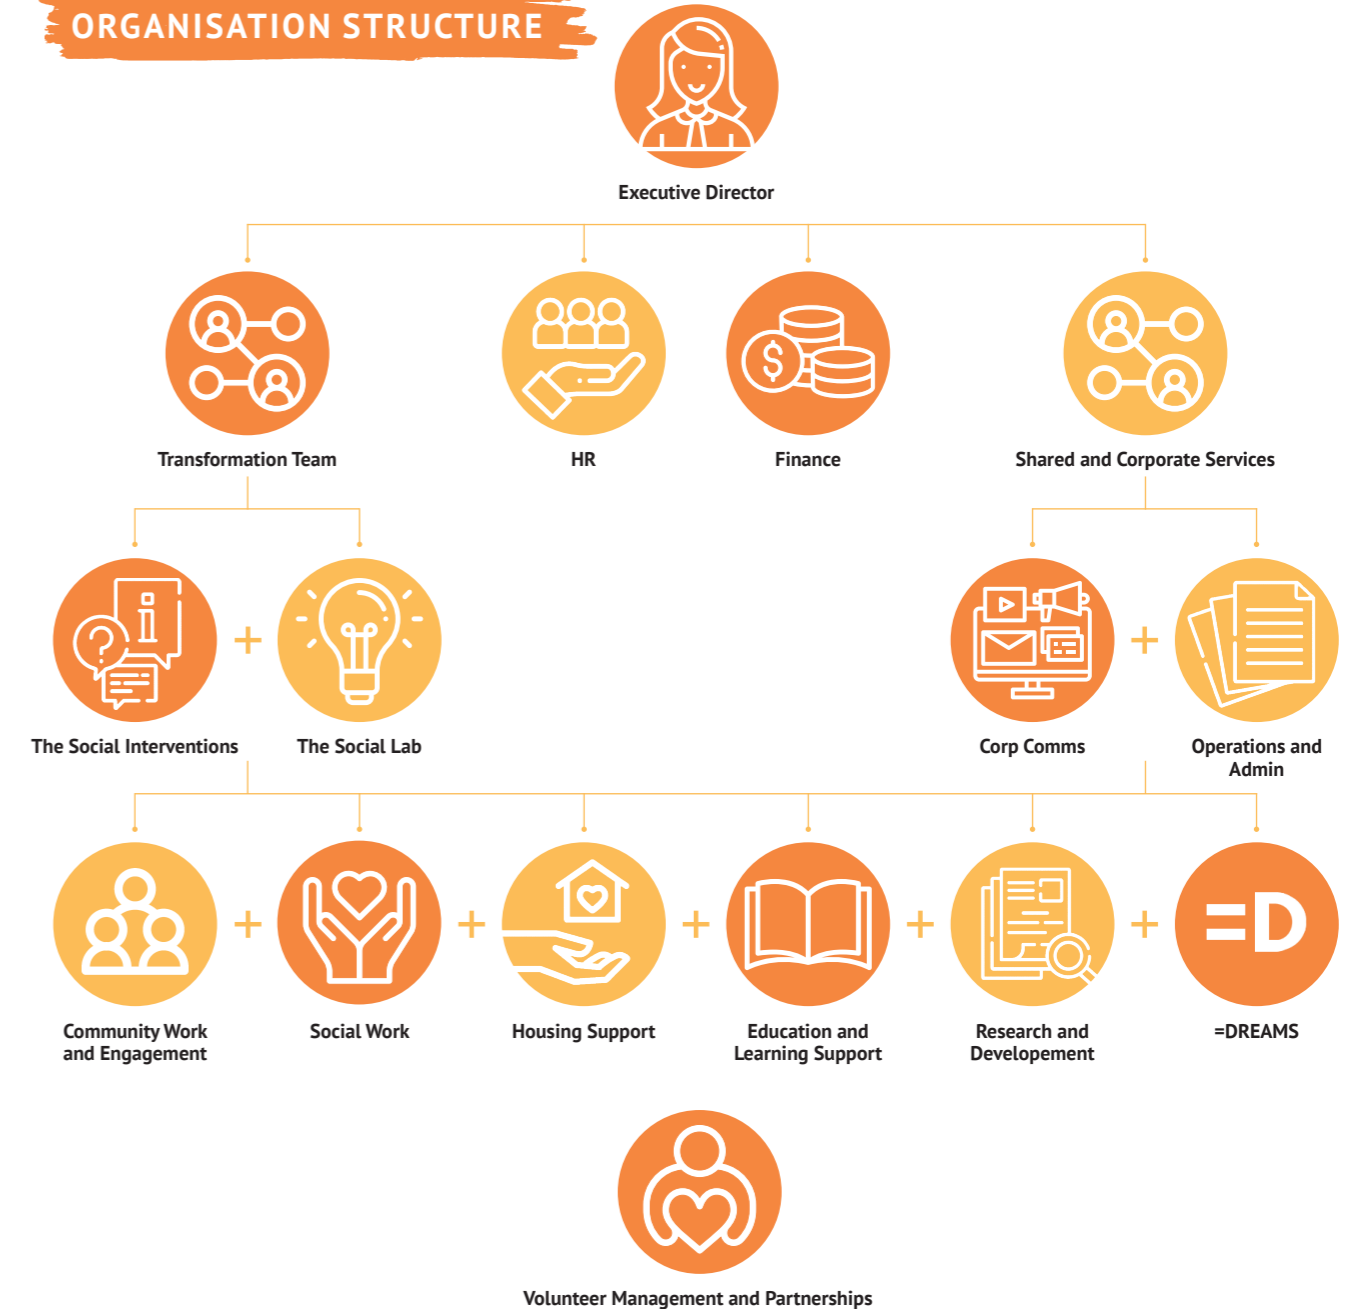 ORGANISATION STRUCTURE
Executive Director
Transformation Team
HR
Finance
Shared and Corporate Services
The Social Interventions
The Social Lab
Corp Comms
Operations and
Admin
Community Work
and Engagement
Social Work
Housing Support
Education and
Learning Support
Research and
Developement
=D
=DREAMS
Volunteer Management and Partnerships